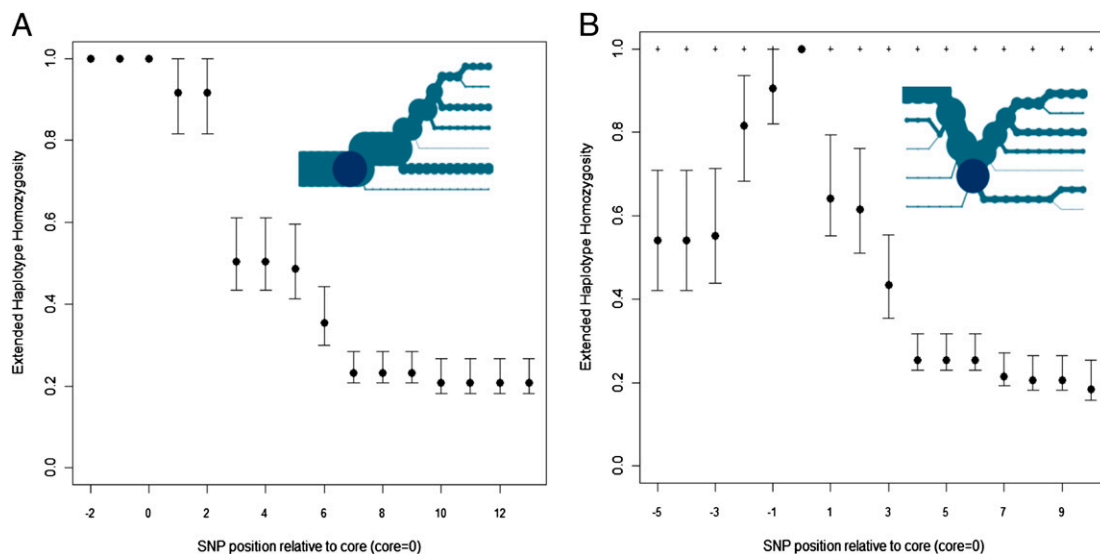 A
Extended Haplotype Homozygosity
1.0
0.8
0.6
0.4
0.2
0.0
-2 0 2 4 6 8 10 12
SNP position relative to core (core=0)
B
Extended Haplotype Homozygosity
1.0
0.8
0.6
0.4
0.2
0.0
-5 -3 -1 1 3 5 7 9
SNP position relative to core (core=0)